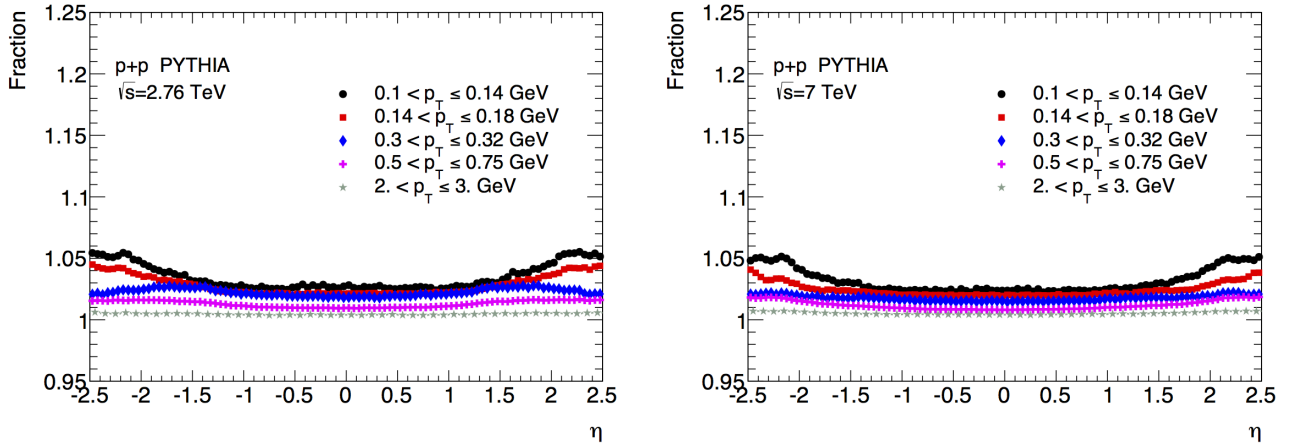 Fraction
1.25
1.2
1.15
1.1
1.05
1
0.95
p+p PYTHIA
√s=2.76 TeV
0.1 < p_T ≤ 0.14 GeV
0.14 < p_T ≤ 0.18 GeV
0.3 < p_T ≤ 0.32 GeV
0.5 < p_T ≤ 0.75 GeV
2. < p_T ≤ 3. GeV
-2.5 -2 -1.5 -1 -0.5 0 0.5 1 1.5 2 2.5
η
Fraction
1.25
1.2
1.15
1.1
1.05
1
0.95
p+p PYTHIA
√s=7 TeV
0.1 < p_T ≤ 0.14 GeV
0.14 < p_T ≤ 0.18 GeV
0.3 < p_T ≤ 0.32 GeV
0.5 < p_T ≤ 0.75 GeV
2. < p_T ≤ 3. GeV
-2.5 -2 -1.5 -1 -0.5 0 0.5 1 1.5 2 2.5
η